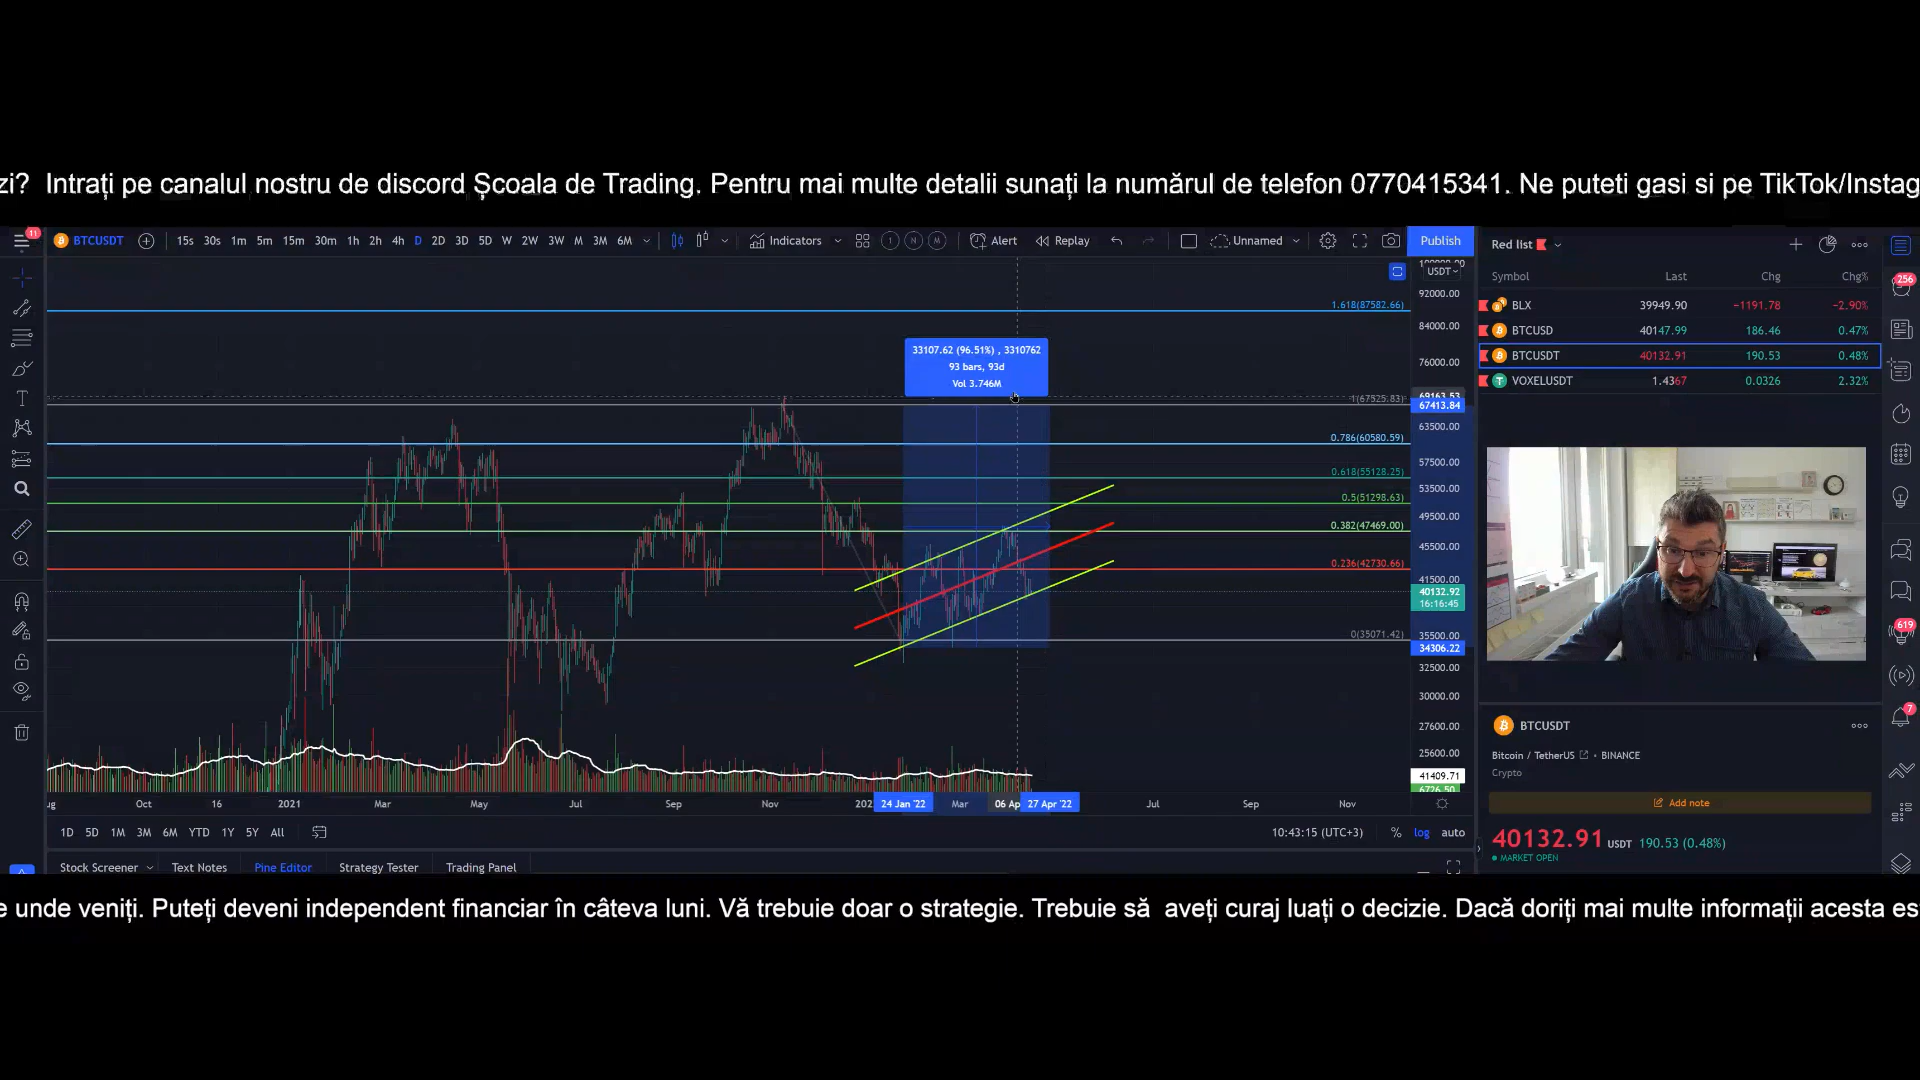 zi? Intrați pe canalul nostru de discord Școala de Trading. Pentru mai multe detalii sunați la numărul de telefon 0770415341. Ne puteti gasi si pe TikTok/Instag
11
BTCUSDT 15s 30s 1m 5m 15m 30m 1h 2h 4h D 2D 3D 5D W 2W 3W M 3M 6M Indicators 1 N M Alert Replay Unnamed Publish
Red list
USDT
Symbol Last Chg Chg%
256
92000.00
1.618(87582.66)
BLX 39949.90 −1191.78 −2.90%
84000.00
BTCUSD 40147.99 186.46 0.47%
33107.62 (96.51%) , 3310762
93 bars, 93d
Vol 3.746M
BTCUSDT 40132.91 190.53 0.48%
76000.00
VOXELUSDT 1.4367 0.0326 2.32%
69163.53
1(67525.83)
67413.84
63500.00
0.786(60580.59)
57500.00
0.618(55128.25)
53500.00
0.5(51298.63)
49500.00
0.382(47469.00)
45500.00
0.236(42730.66)
41500.00
40132.92
16:16:45
0(35071.42)
35500.00
34306.22
619
32500.00
30000.00
7
27600.00
BTCUSDT
25600.00
Bitcoin / TetherUS • BINANCE
Crypto
41409.71
6726.50
Oct 16 2021 Mar May Jul Sep Nov 202 24 Jan '22 Mar 06 Ap 27 Apr '22 Jul Sep Nov
Add note
1D 5D 1M 3M 6M YTD 1Y 5Y All 10:43:15 (UTC+3) % log auto
40132.91 USDT 190.53 (0.48%)
MARKET OPEN
Stock Screener Text Notes Pine Editor Strategy Tester Trading Panel
e unde veniți. Puteți deveni independent financiar în câteva luni. Vă trebuie doar o strategie. Trebuie să aveți curaj luați o decizie. Dacă doriți mai multe informații acesta es